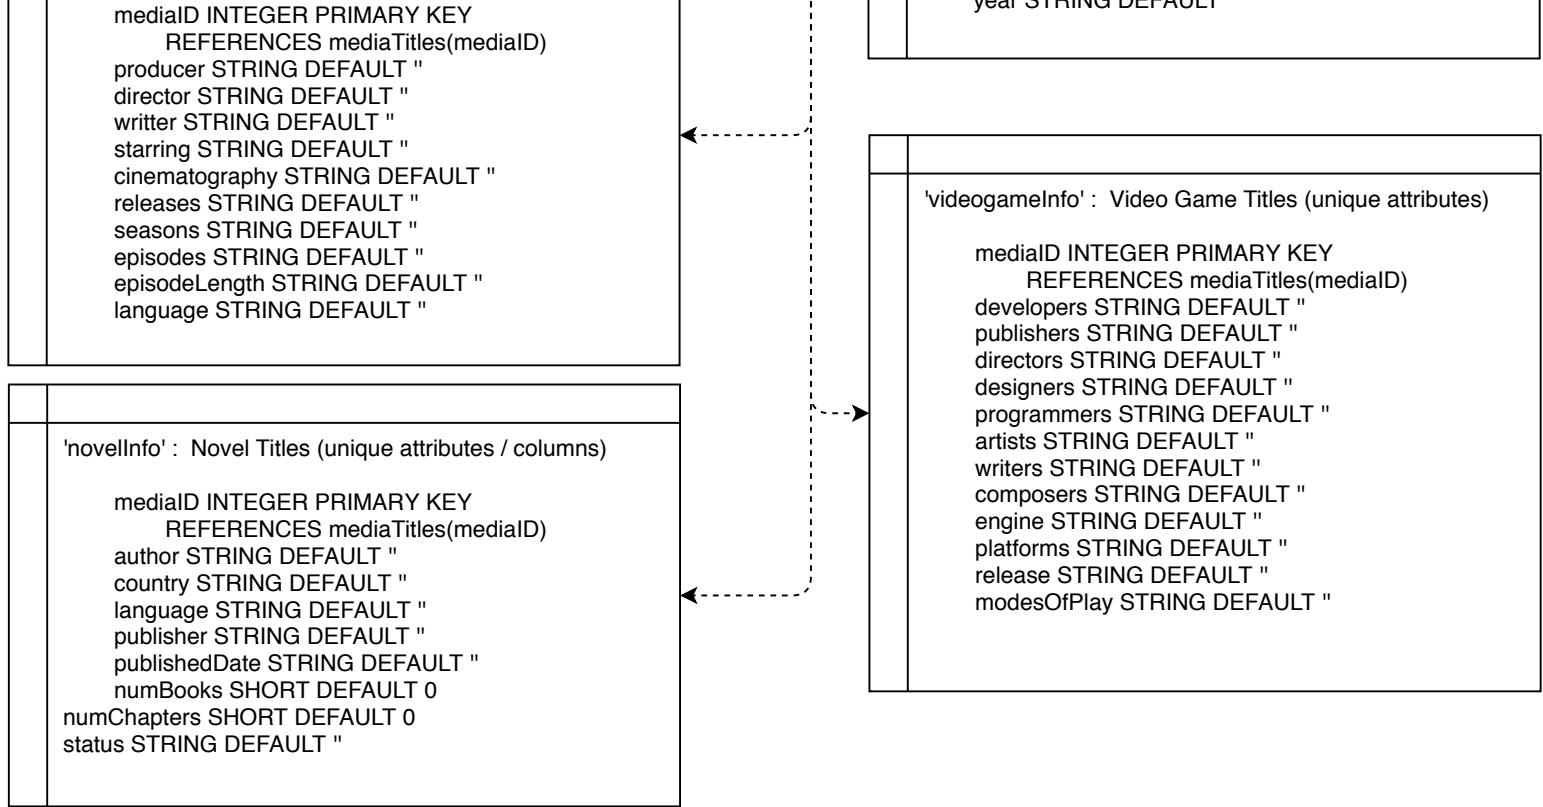 mediaID INTEGER PRIMARY KEY
REFERENCES mediaTitles(mediaID)
producer STRING DEFAULT ''
director STRING DEFAULT ''
writter STRING DEFAULT ''
starring STRING DEFAULT ''
cinematography STRING DEFAULT ''
releases STRING DEFAULT ''
seasons STRING DEFAULT ''
episodes STRING DEFAULT ''
episodeLength STRING DEFAULT ''
language STRING DEFAULT ''
'novelInfo' :  Novel Titles (unique attributes / columns)
mediaID INTEGER PRIMARY KEY
REFERENCES mediaTitles(mediaID)
author STRING DEFAULT ''
country STRING DEFAULT ''
language STRING DEFAULT ''
publisher STRING DEFAULT ''
publishedDate STRING DEFAULT ''
numBooks SHORT DEFAULT 0
numChapters SHORT DEFAULT 0
status STRING DEFAULT ''
year STRING DEFAULT ''
'videogameInfo' :  Video Game Titles (unique attributes)
mediaID INTEGER PRIMARY KEY
REFERENCES mediaTitles(mediaID)
developers STRING DEFAULT ''
publishers STRING DEFAULT ''
directors STRING DEFAULT ''
designers STRING DEFAULT ''
programmers STRING DEFAULT ''
artists STRING DEFAULT ''
writers STRING DEFAULT ''
composers STRING DEFAULT ''
engine STRING DEFAULT ''
platforms STRING DEFAULT ''
release STRING DEFAULT ''
modesOfPlay STRING DEFAULT ''